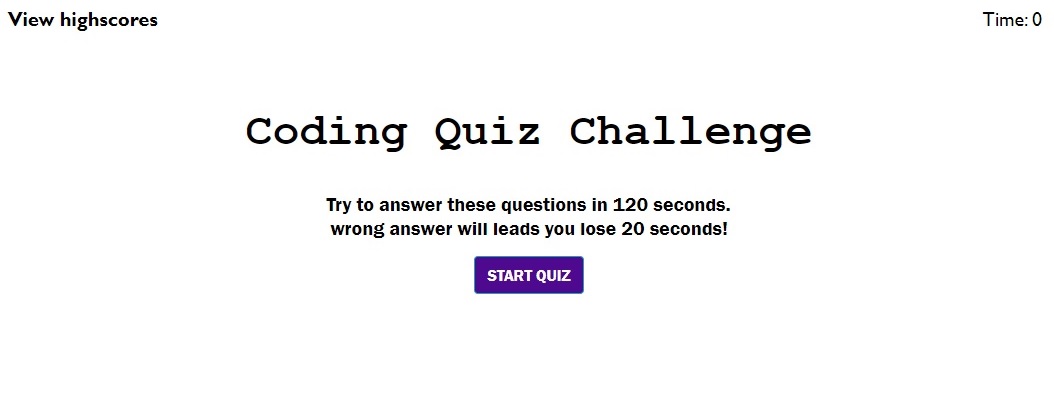 View highscores
Time: 0
Coding Quiz Challenge
Try to answer these questions in 120 seconds.
wrong answer will leads you lose 20 seconds!
START QUIZ